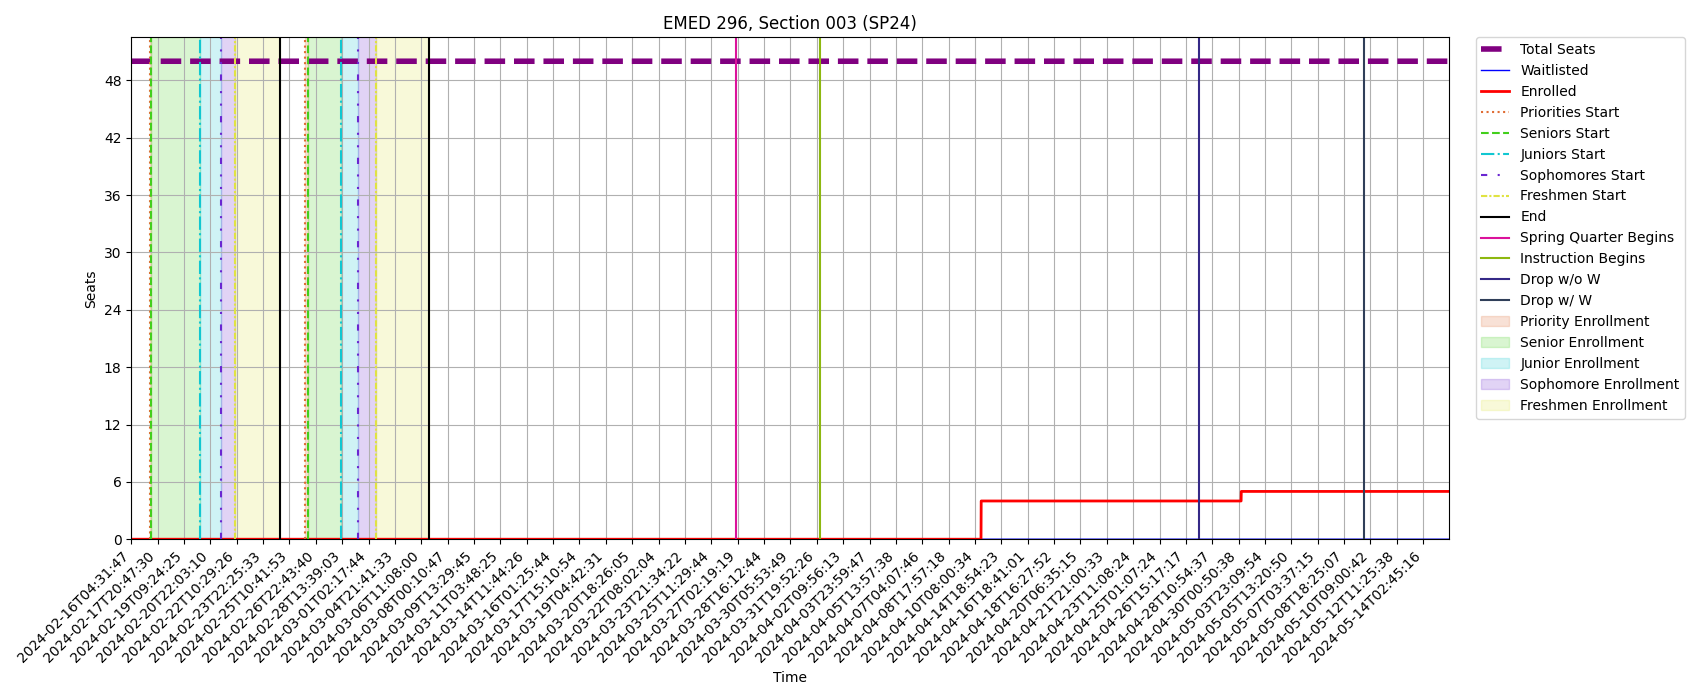 EMED 296, Section 003 (SP24)
Seats
48
42
36
30
24
18
12
6
0
2024-02-16T04:31:47
2024-02-17T20:47:30
2024-02-19T09:24:25
2024-02-20T22:03:10
2024-02-22T10:29:26
2024-02-23T22:25:33
2024-02-25T10:41:53
2024-02-26T22:43:40
2024-02-28T13:39:03
2024-03-01T02:17:44
2024-03-04T21:41:33
2024-03-06T11:08:00
2024-03-08T00:10:47
2024-03-09T13:29:45
2024-03-11T03:48:25
2024-03-14T11:44:26
2024-03-16T01:25:44
2024-03-17T15:10:54
2024-03-19T04:42:31
2024-03-20T18:26:05
2024-03-22T08:02:04
2024-03-23T21:34:22
2024-03-25T11:29:44
2024-03-27T02:19:19
2024-03-28T16:12:44
2024-03-30T05:53:49
2024-03-31T19:52:26
2024-04-02T09:56:13
2024-04-03T23:59:47
2024-04-05T13:57:38
2024-04-07T04:07:46
2024-04-08T17:57:18
2024-04-10T08:00:34
2024-04-14T18:54:23
2024-04-16T18:41:01
2024-04-18T16:27:52
2024-04-20T06:35:15
2024-04-21T21:00:33
2024-04-23T11:08:24
2024-04-25T01:07:24
2024-04-26T15:17:17
2024-04-28T10:54:37
2024-04-30T00:50:38
2024-05-03T23:09:54
2024-05-05T13:20:50
2024-05-07T03:37:15
2024-05-08T18:25:07
2024-05-10T09:00:42
2024-05-12T11:25:38
2024-05-14T02:45:16
Time
Total Seats
Waitlisted
Enrolled
Priorities Start
Seniors Start
Juniors Start
Sophomores Start
Freshmen Start
End
Spring Quarter Begins
Instruction Begins
Drop w/o W
Drop w/ W
Priority Enrollment
Senior Enrollment
Junior Enrollment
Sophomore Enrollment
Freshmen Enrollment